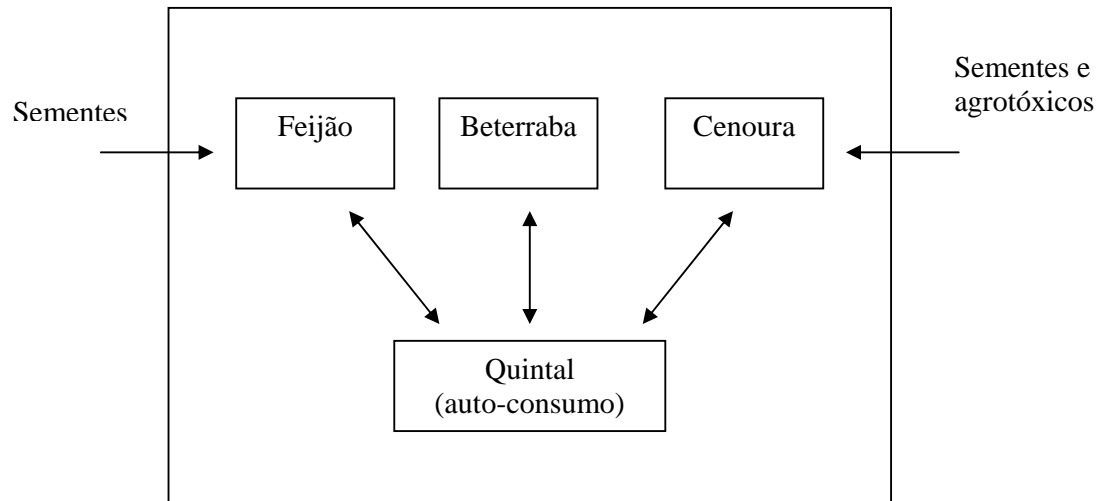 Sementes e
agrotóxicos
Sementes
Feijão
Beterraba
Cenoura
Quintal
(auto-consumo)